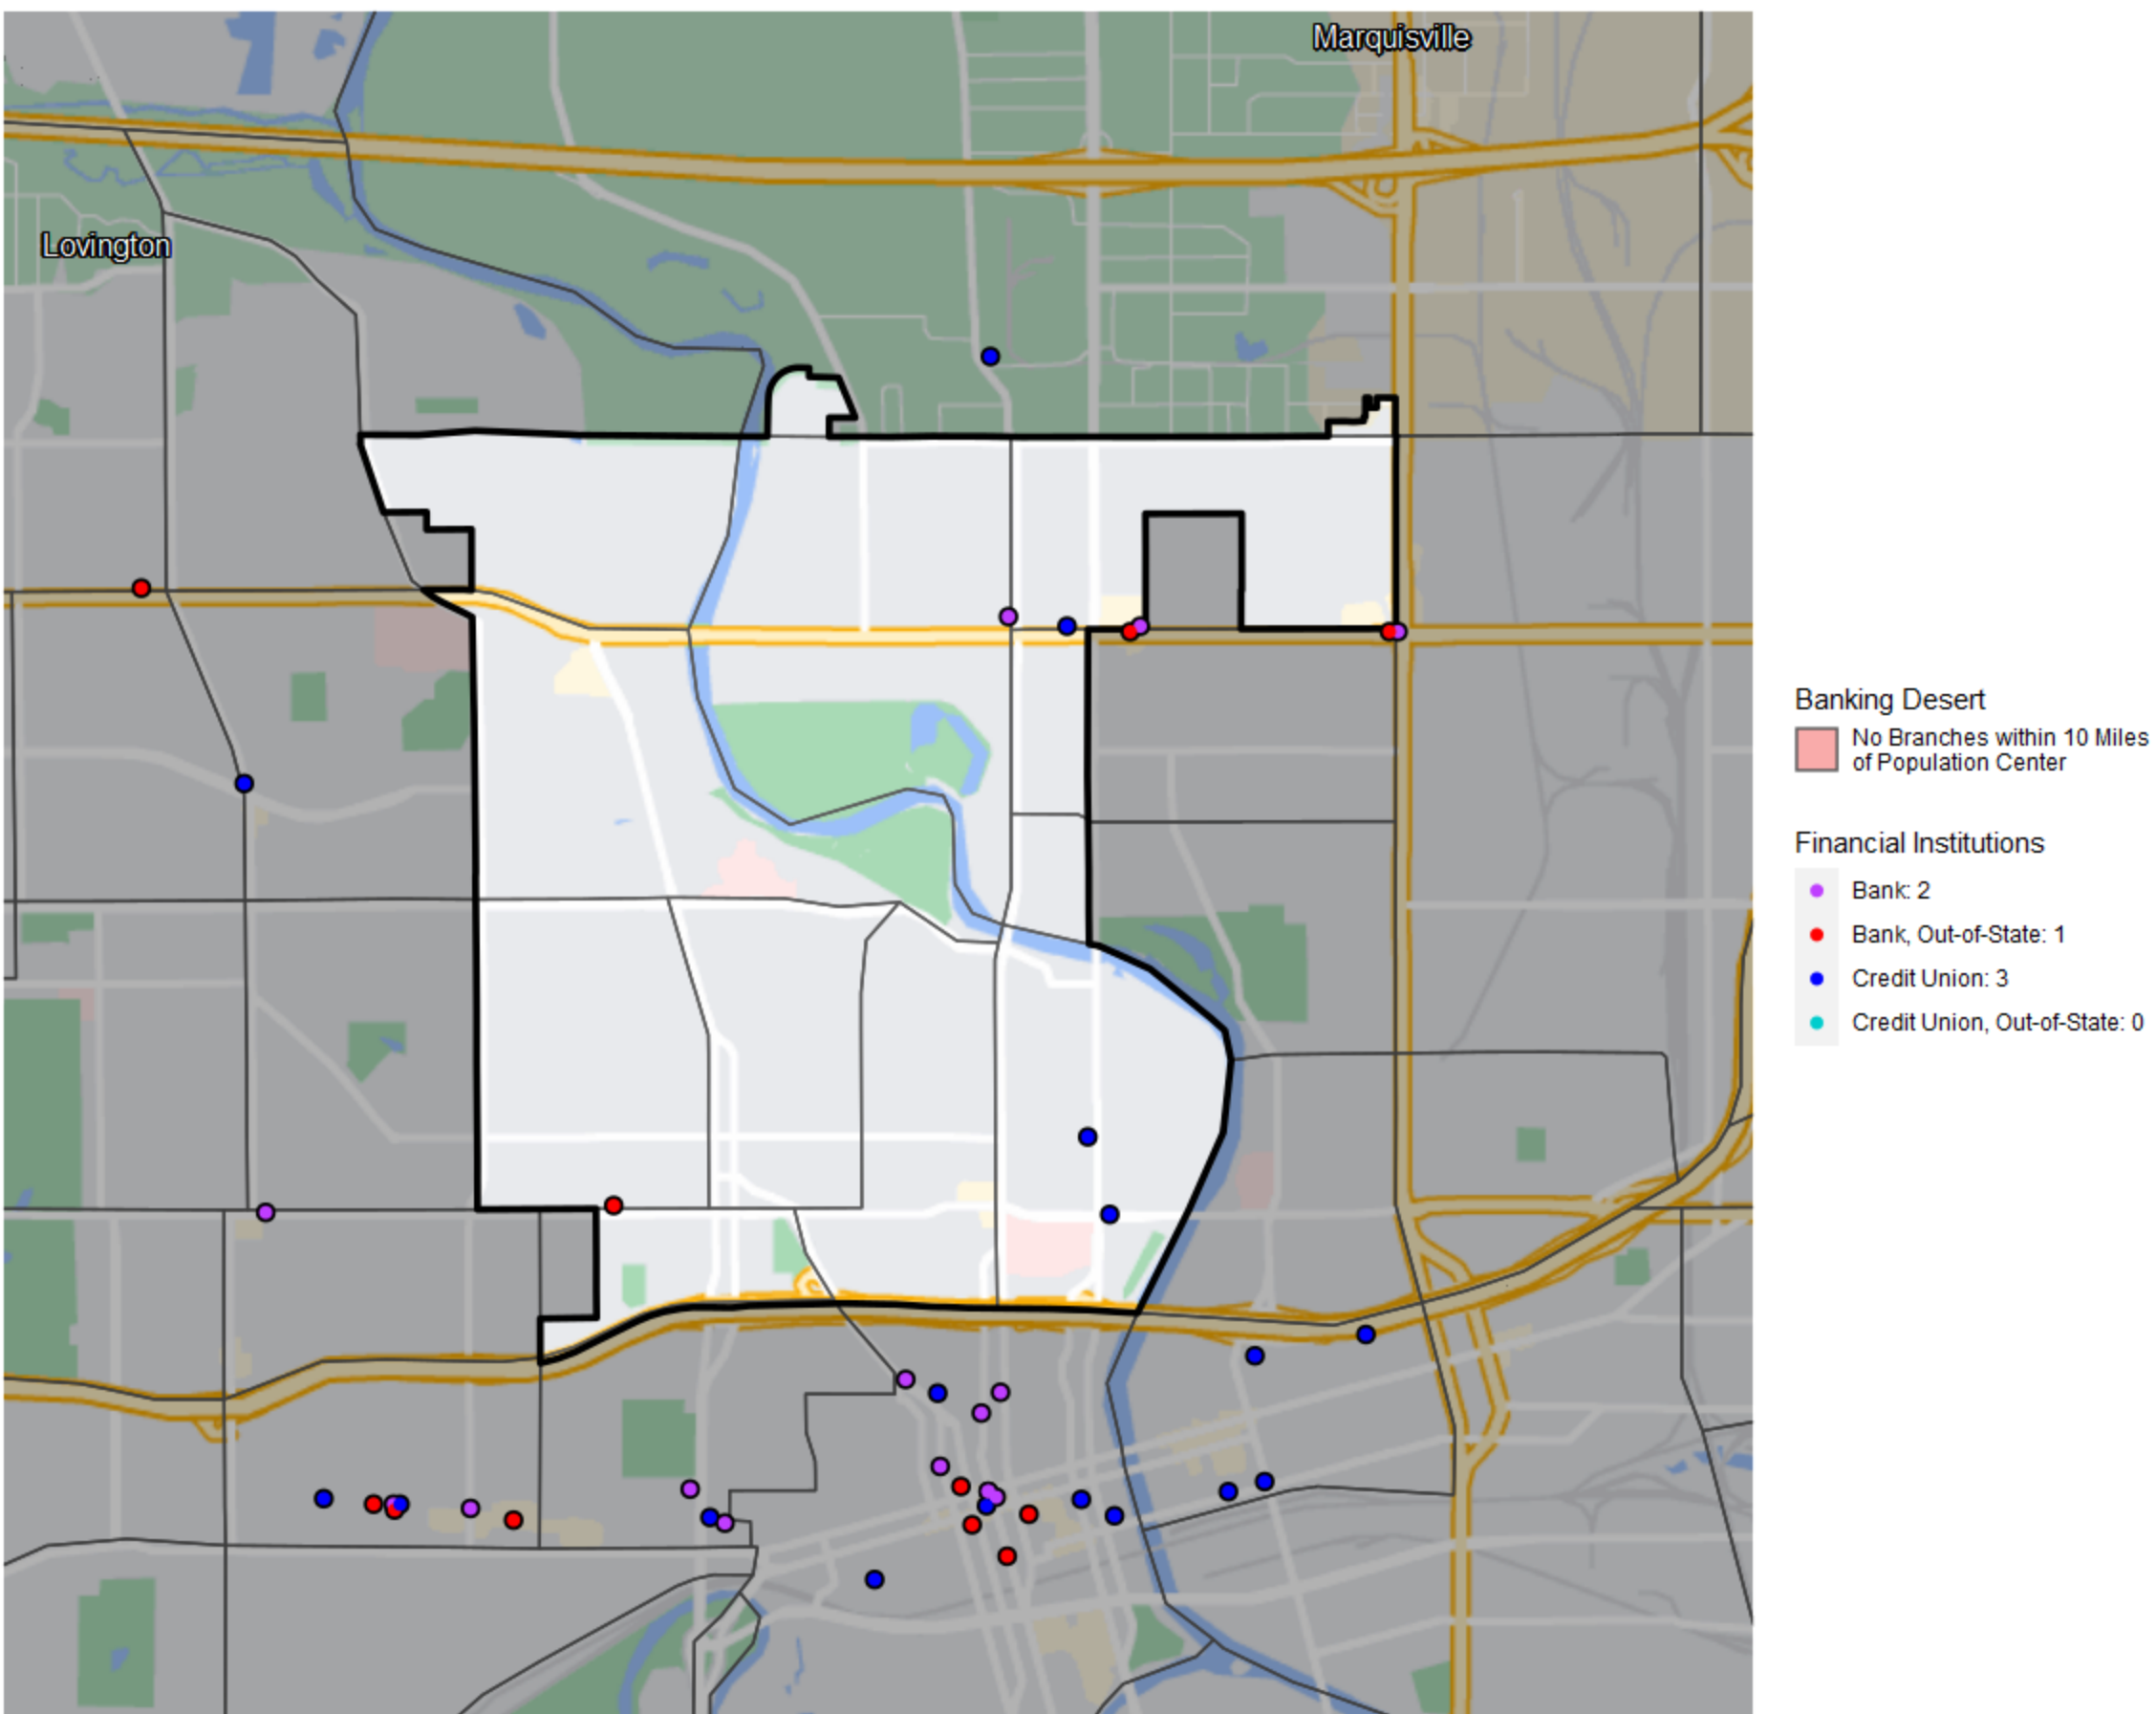 Marquisville
Lovington
Banking Desert
No Branches within 10 Miles
of Population Center
Financial Institutions
Bank: 2
Bank, Out-of-State: 1
Credit Union: 3
Credit Union, Out-of-State: 0